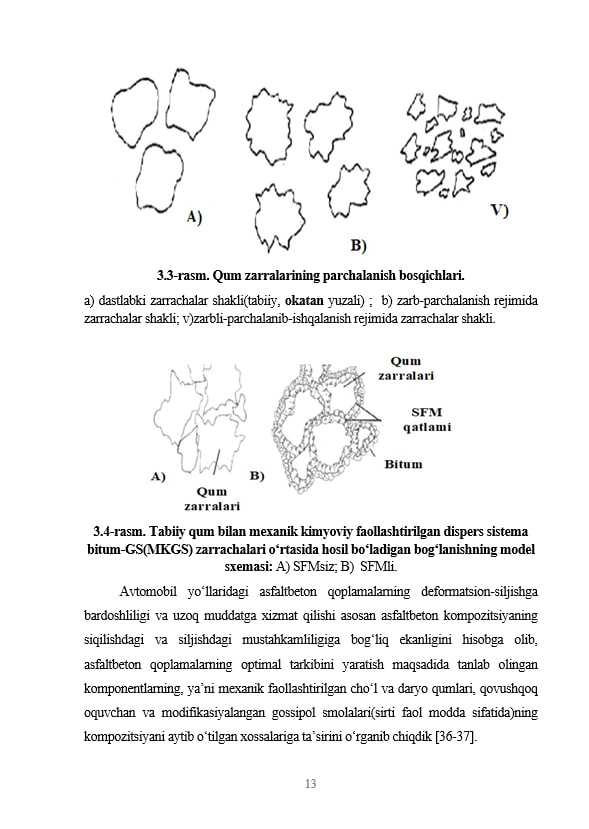 A)
B)
V)
3.3-rasm. Qum zarralarining parchalanish bosqichlari.
a) dastlabki zarrachalar shakli(tabiiy, okatan yuzali) ; b) zarb-parchalanish rejimida
zarrachalar shakli; v)zarbli-parchalanib-ishqalanish rejimida zarrachalar shakli.
Qum
zarralari
SFM
qatlami
Bitum
A)
B)
Qum
zarralari
3.4-rasm. Tabiiy qum bilan mexanik kimyoviy faollashtirilgan dispers sistema
bitum-GS(MKGS) zarrachalari o‘rtasida hosil bo‘ladigan bog‘lanishning model
sxemasi: A) SFMsiz; B) SFMli.
Avtomobil yo‘llaridagi asfaltbeton qoplamalarning deformatsion-siljishga
bardoshliligi va uzoq muddatga xizmat qilishi asosan asfaltbeton kompozitsiyaning
siqilishdagi va siljishdagi mustahkamliligiga bog‘liq ekanligini hisobga olib,
asfaltbeton qoplamalarning optimal tarkibini yaratish maqsadida tanlab olingan
komponentlarning, ya’ni mexanik faollashtirilgan cho‘l va daryo qumlari, qovushqoq
oquvchan va modifikasiyalangan gossipol smolalari(sirti faol modda sifatida)ning
kompozitsiyani aytib o‘tilgan xossalariga ta’sirini o‘rganib chiqdik [36-37].
13